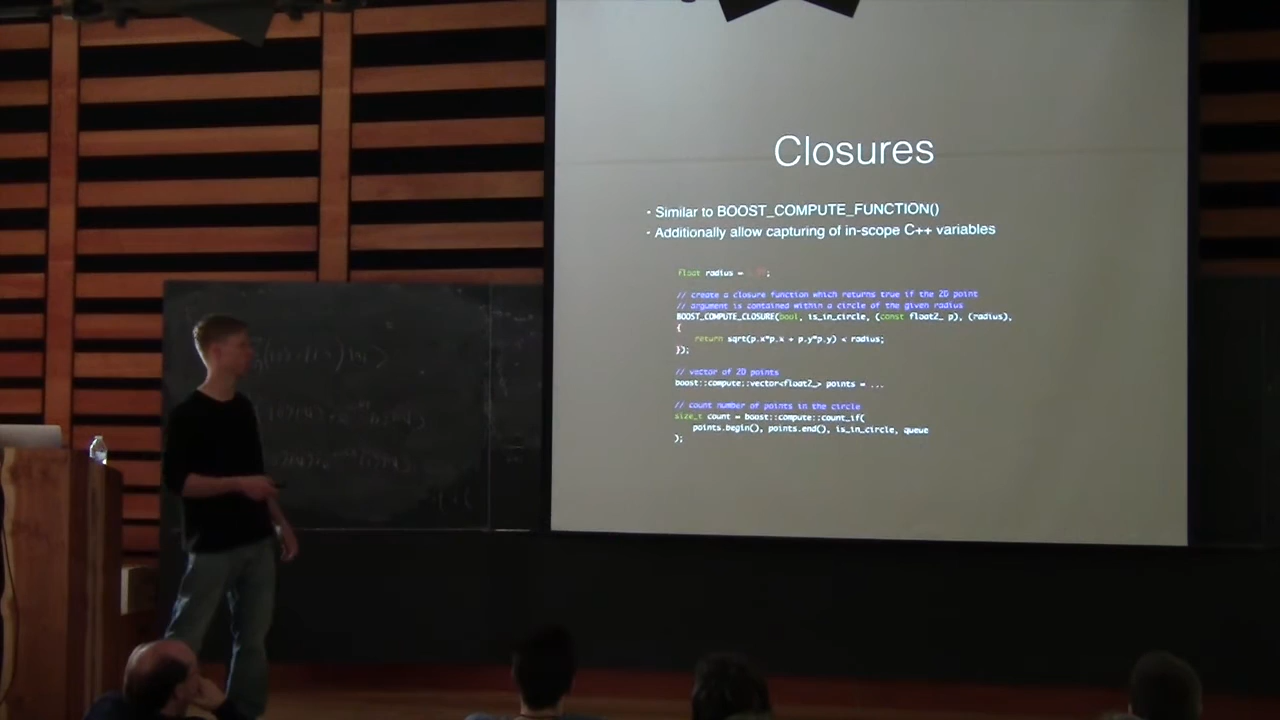 Closures
- Similar to BOOST_COMPUTE_FUNCTION()
- Additionally allow capturing of in-scope C++ variables
float radius =
// create a closure function which returns true if the 2D point
// argument is contained within a circle of the given radius
BOOST_COMPUTE_CLOSURE(bool, is_in_circle, (const float2_ p), (radius),
{
return sqrt(p.x*p.x + p.y*p.y) < radius;
});
// vector of 2D points
boost::compute::vector<float2_> points = ...
// count number of points in the circle
size_t count = boost::compute::count_if(
points.begin(), points.end(), is_in_circle, queue
);